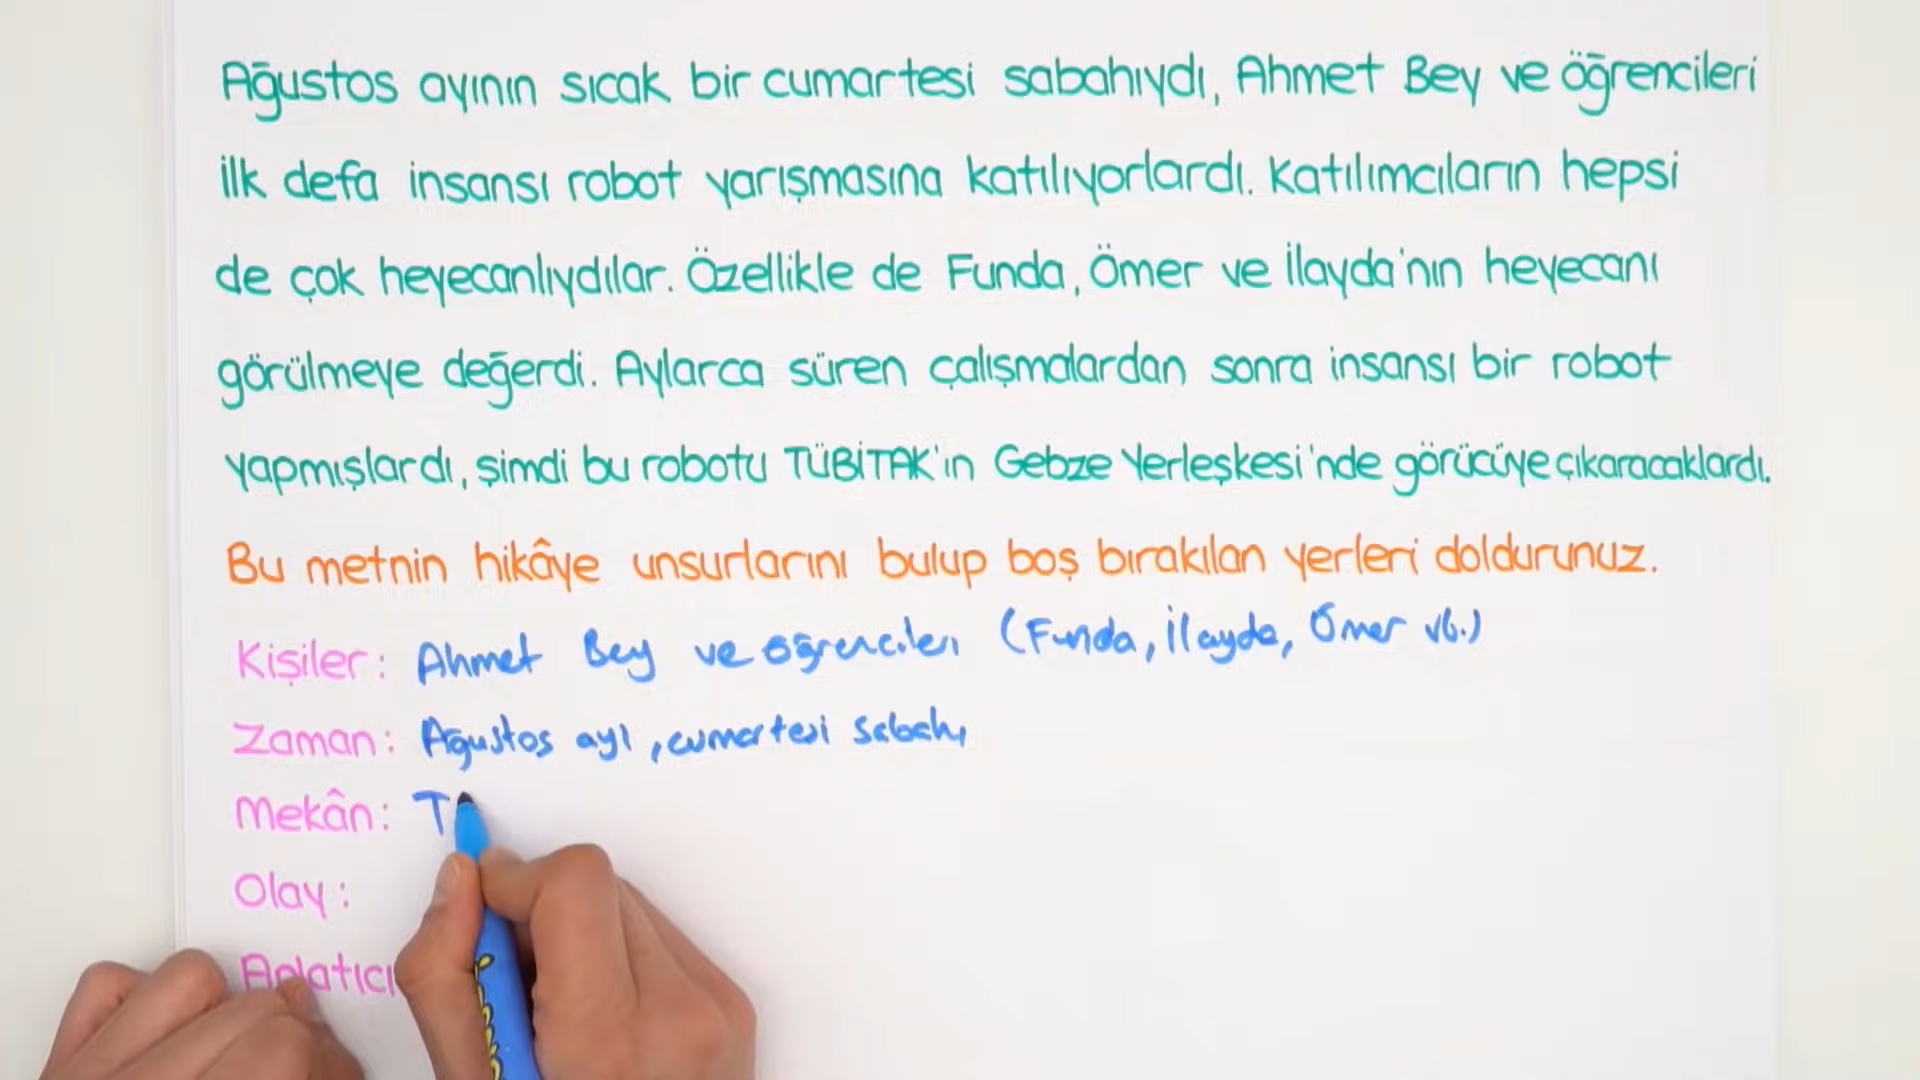 Ağustos ayının sıcak bir cumartesi sabahıydı, Ahmet Bey ve öğrencileri
ilk defa insansı robot yarışmasına katılıyorlardı. Katılımcıların hepsi
de çok heyecanlıydılar. Özellikle de Funda, Ömer ve İlayda'nın heyecanı
görülmeye değerdi. Aylarca süren çalışmalardan sonra insansı bir robot
yapmışlardı, şimdi bu robotu TÜBİTAK'ın Gebze Yerleşkesi'nde görücüye çıkaracaklardı.
Bu metnin hikâye unsurlarını bulup boş bırakılan yerleri doldurunuz.
Kişiler: Ahmet Bey ve öğrencileri (Funda, İlayda, Ömer vb.)
Zaman: Ağustos ayı, cumartesi sabahı
Mekân: T
Olay:
Anlatıcı